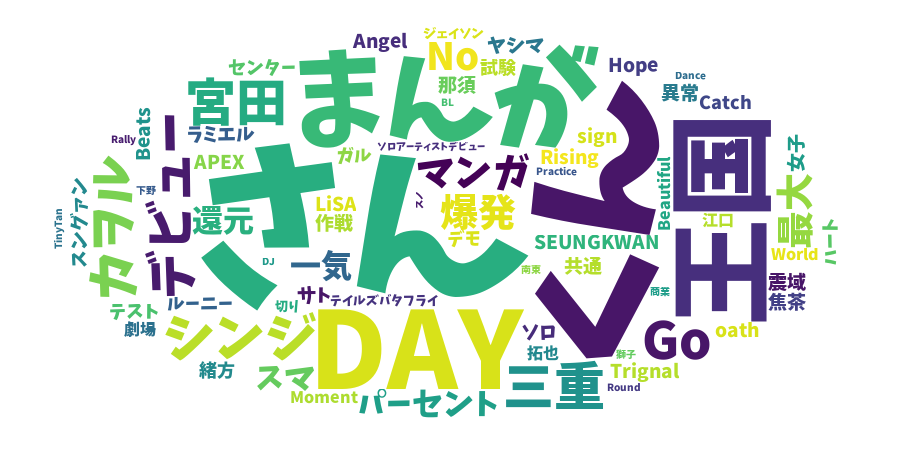 ジェイソン
Angel
No
ヤシマ
センター
まんが
試験
Hope
那須
Dance
宮田
異常
Catch
BL
Beats
ラミエル
sign
Rally
ソロアーティストデビュー
女子
ガル
Rising
APEX
マンガ
Practice
国王
カラル
デビュー
さん
くん
Beautiful
下野
最大
スングァン
LiSA
スノ
爆発
還元
作戦
江口
ハート
TinyTan
デモ
SEUNGKWAN
World
DJ
一気
南東
共通
震域
商業
サト
テイルズバタフライ
焦茶
ルーニー
切り
テスト
DAY
劇場
シンジ
ソロ
Go
oath
拓也
獅子
緒方
スマ
三重
Trignal
Round
Moment
パーセント